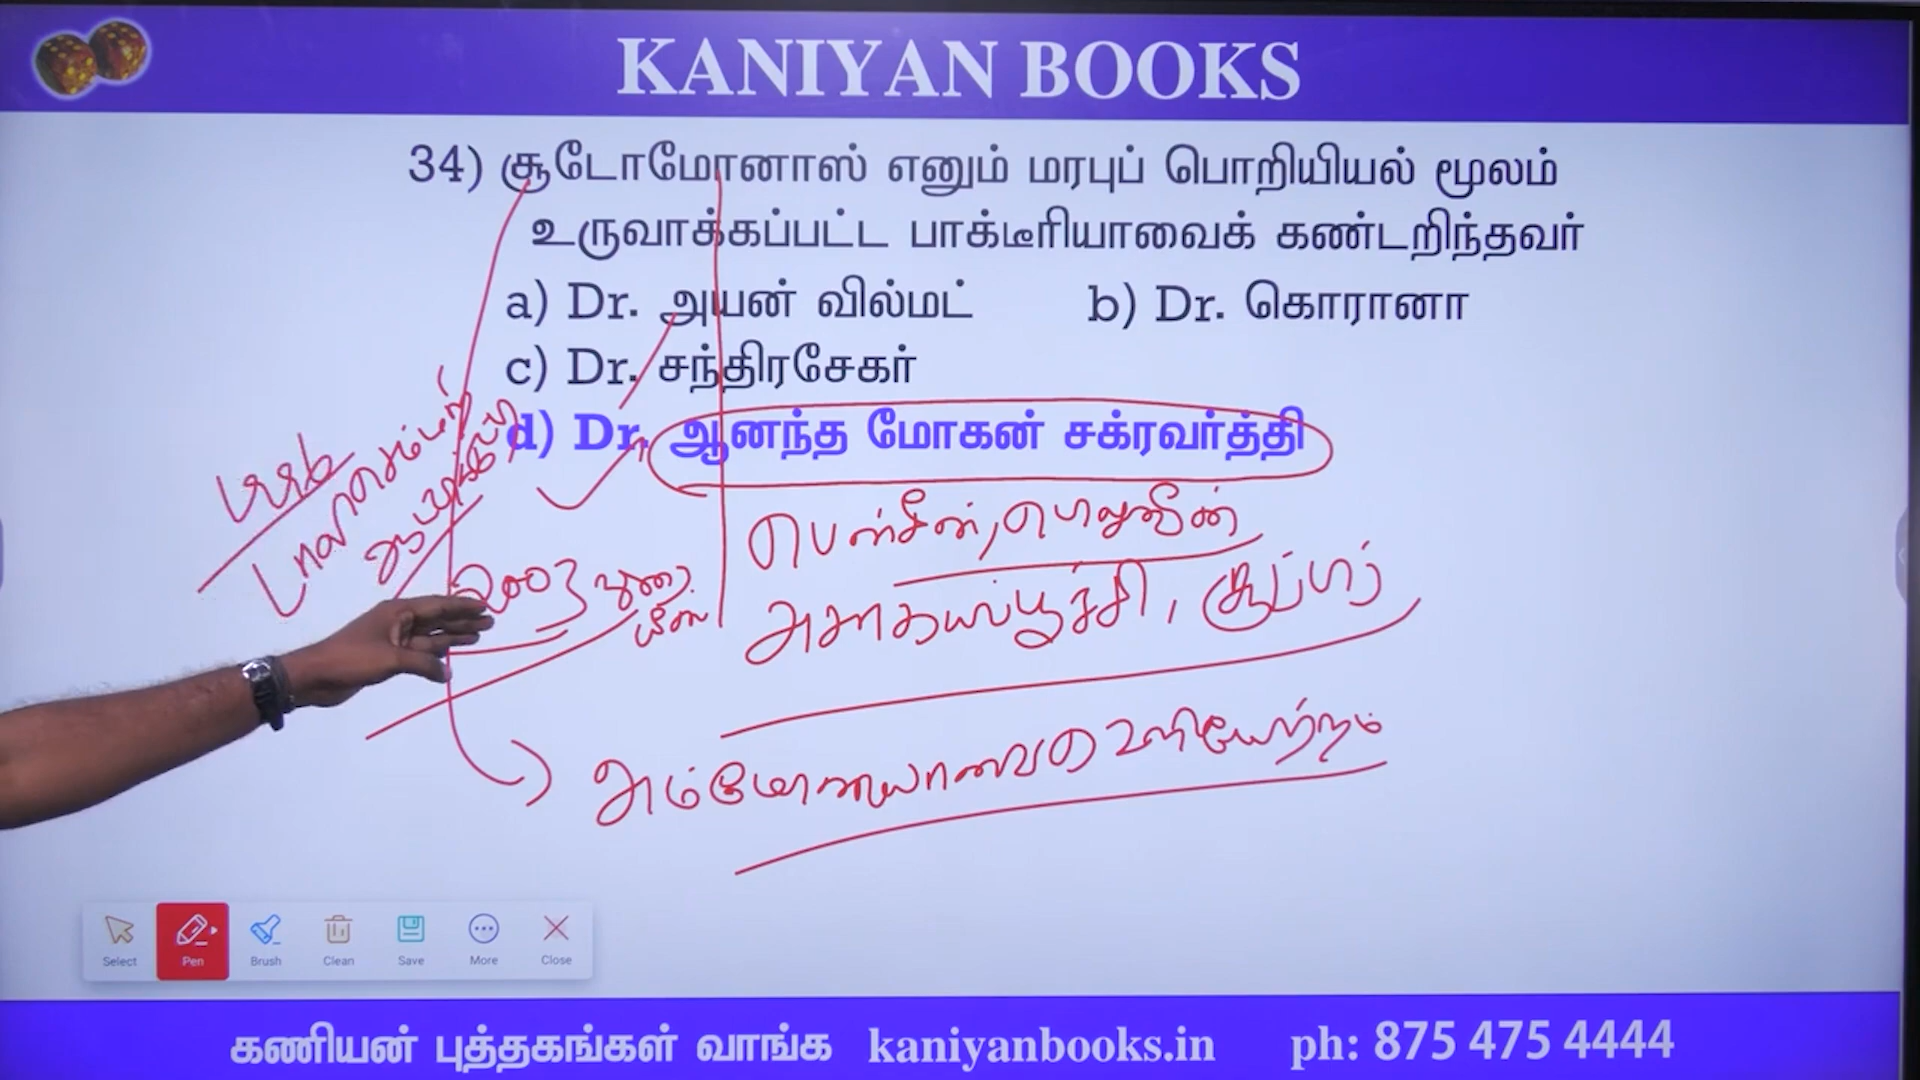 KANIYAN BOOKS
34) சூடோமோனாஸ் எனும் மரபுப் பொறியியல் மூலம்
உருவாக்கப்பட்ட பாக்டீரியாவைக் கண்டறிந்தவர்
a) Dr. அயன் வில்மட் b) Dr. கொரானா
c) Dr. சந்திரசேகர்
d) Dr. ஆனந்த மோகன் சக்ரவர்த்தி
அசாகயப்பூச்சி, சூப்பர்
அம்மோனியாவை வெளியேற்றும்
Select Pen Brush Clean Save More Close
கணியன் புத்தகங்கள் வாங்க kaniyanbooks.in ph: 875 475 4444